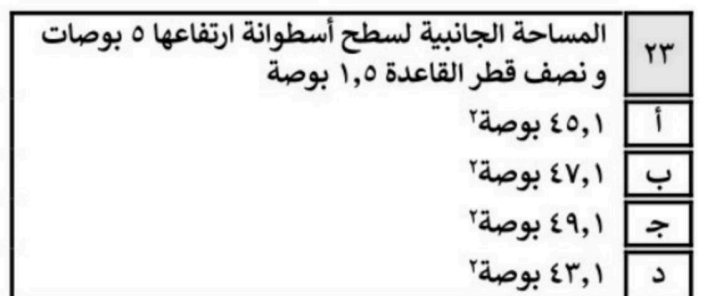 ٢٣ المساحة الجانبية لسطح أسطوانة ارتفاعها ٥ بوصات
و نصف قطر القاعدة ١,٥ بوصة
أ ٤٥,١ بوصة٢
ب ٤٧,١ بوصة٢
جـ ٤٩,١ بوصة٢
د ٤٣,١ بوصة٢